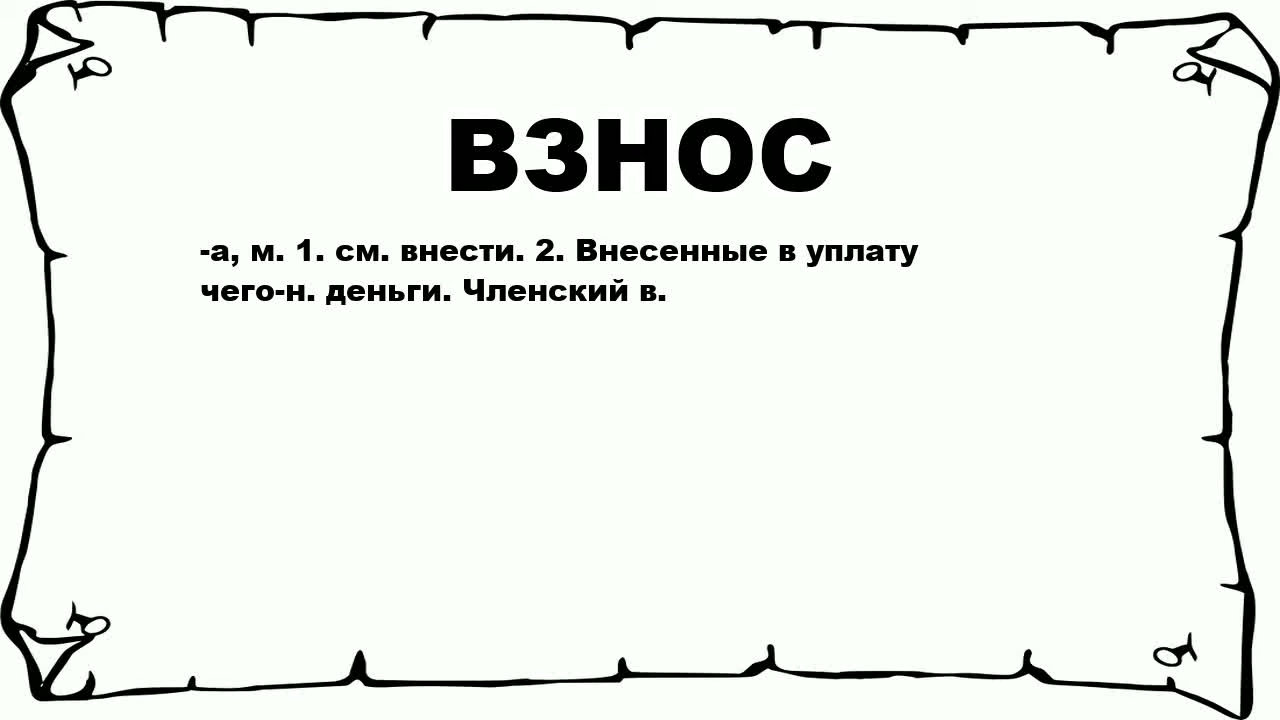 ВЗНОС
-а, м. 1. см. внести. 2. Внесенные в уплату
чего-н. деньги. Членский в.